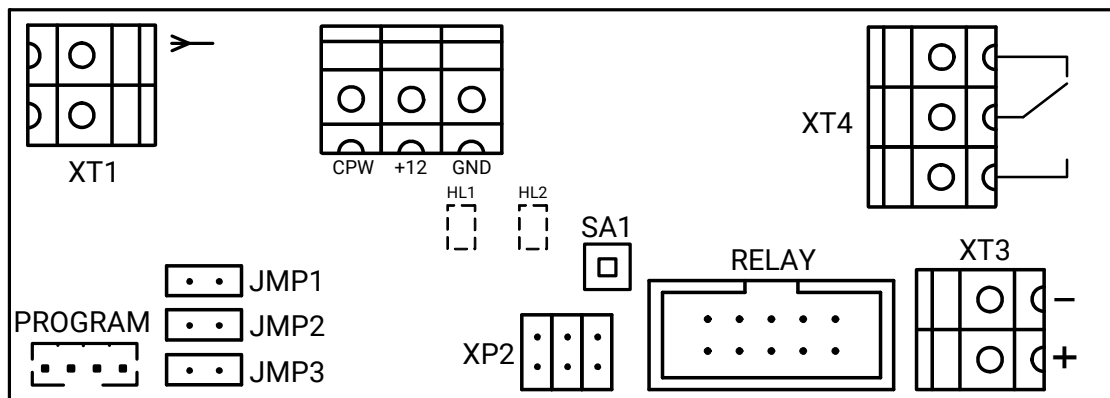 XT1
CPW +12 GND
XT4
HL1 HL2
SA1
RELAY
XT3
JMP1
PROGRAM
JMP2
JMP3
XP2
−
+